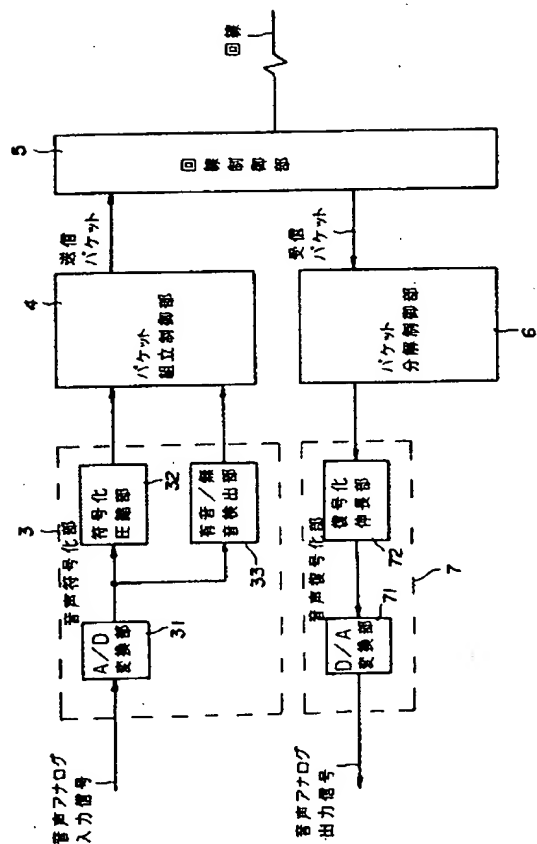 音声アナログ
入力信号
3
音声符号化部
A/D
変換部
31
符号化
圧縮部
32
有音/無
音検出部
33
4
パケット
組立制御部
送信
パケット
5
回線制御部
回線
受信
パケット
パケット
分解制御部
6
音声復号化部
復号化
伸長部
72
D/A
変換部
71
7
音声アナログ
出力信号